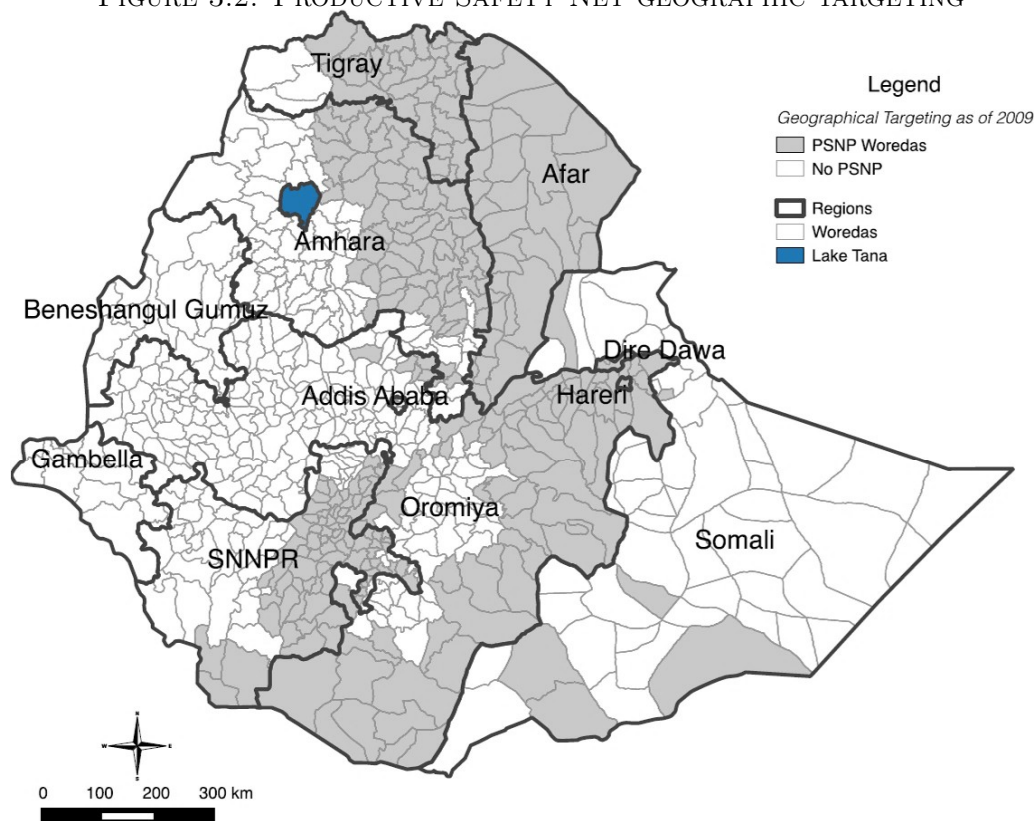 FIGURE 3.2: PRODUCTIVE SAFETY NET GEOGRAPHIC TARGETING
Tigray
Legend
Geographical Targeting as of 2009
PSNP Woredas
No PSNP
Regions
Woredas
Lake Tana
Afar
Amhara
Beneshangul Gumuz
Dire Dawa
Addis Ababa
Hareri
Gambella
Oromiya
Somali
SNNPR
N
W E
S
0 100 200 300 km